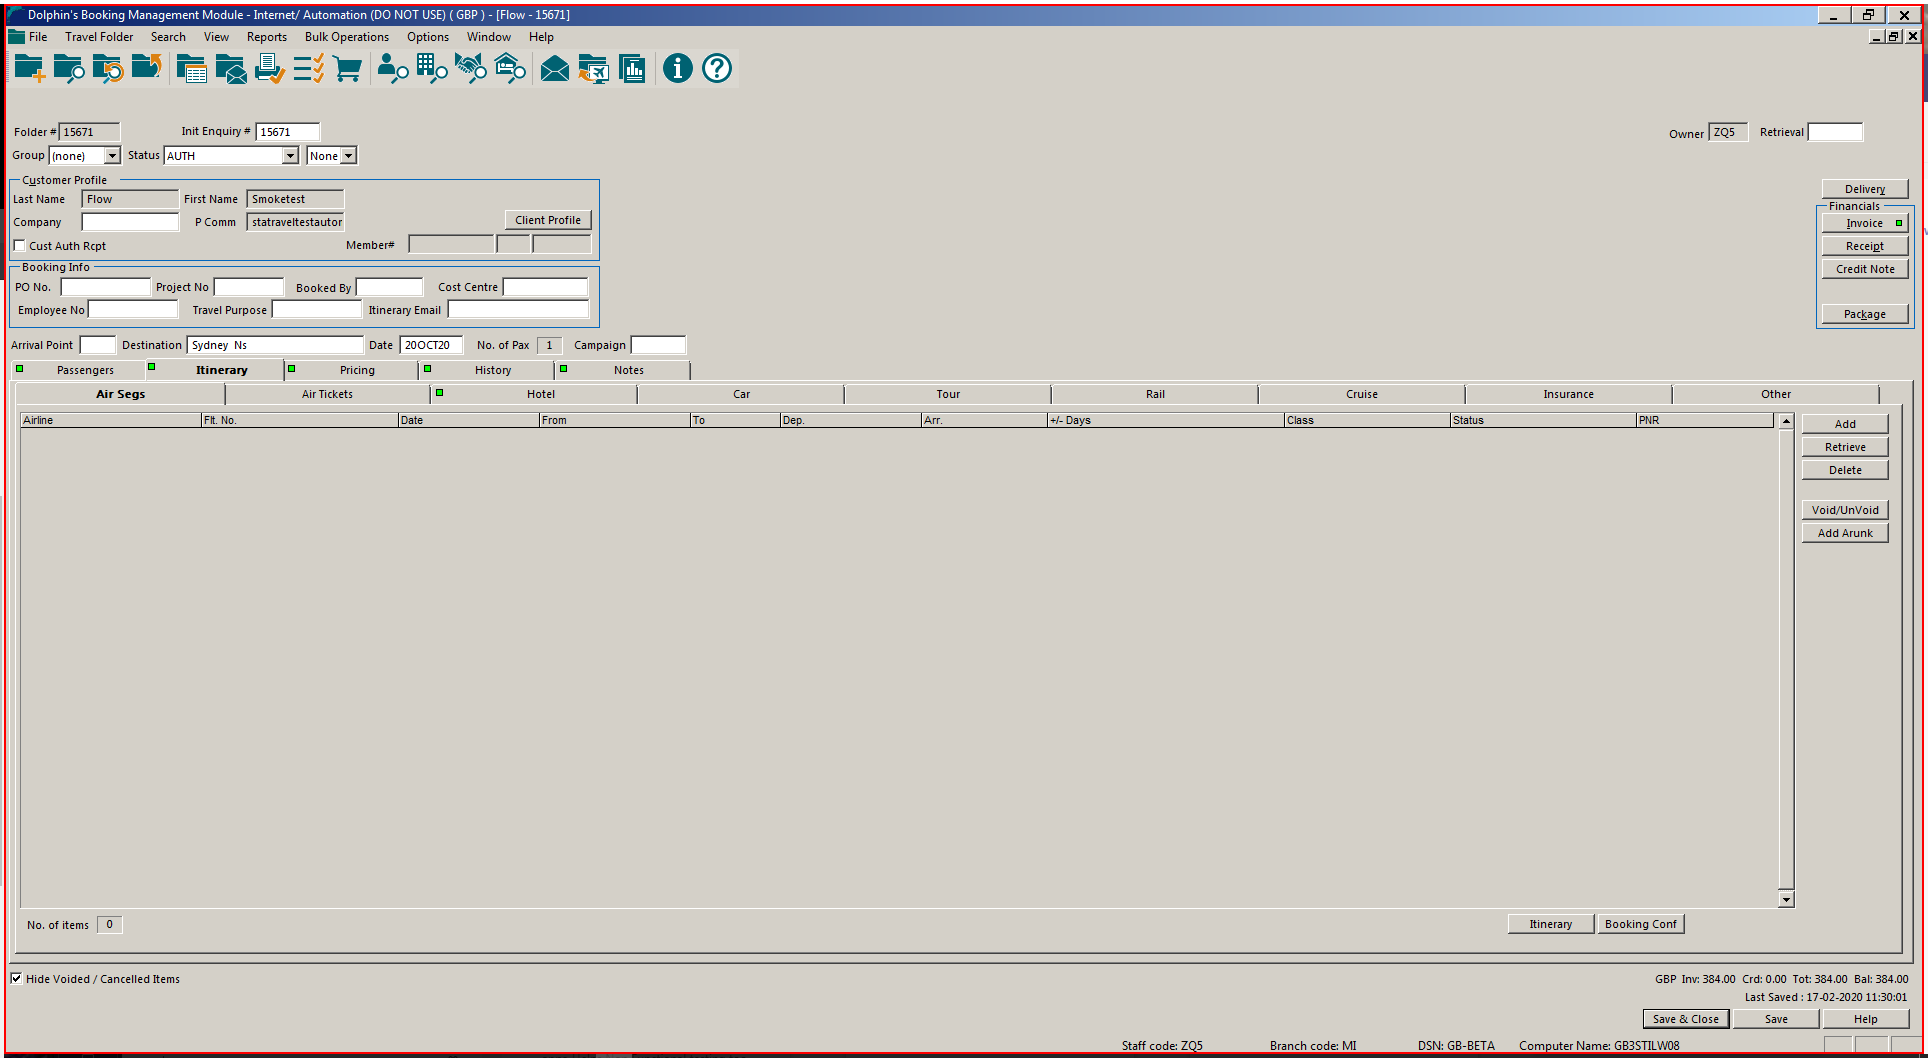 Dolphin's Booking Management Module - Internet/ Automation (DO NOT USE) ( GBP ) - [Flow - 15671]
File Travel Folder Search View Reports Bulk Operations Options Window Help
Folder # 15671 Init Enquiry # 15671 Owner ZQ5 Retrieval
Group (none) Status AUTH None
Customer Profile
Last Name Flow First Name Smoketest
Company P Comm statraveltestautor Client Profile
Cust Auth Rcpt Member#
Delivery
Financials
Invoice
Receipt
Credit Note
Package
Booking Info
PO No. Project No Booked By Cost Centre
Employee No Travel Purpose Itinerary Email
Arrival Point Destination Sydney Ns Date 20OCT20 No. of Pax 1 Campaign
Passengers Itinerary Pricing History Notes
Air Segs Air Tickets Hotel Car Tour Rail Cruise Insurance Other
Airline Flt. No. Date From To Dep. Arr. +/- Days Class Status PNR
Add
Retrieve
Delete
Void/UnVoid
Add Arunk
No. of items 0 Itinerary Booking Conf
Hide Voided / Cancelled Items GBP Inv: 384.00 Crd: 0.00 Tot: 384.00 Bal: 384.00
Last Saved : 17-02-2020 11:30:01
Save & Close Save Help
Staff code: ZQ5 Branch code: MI DSN: GB-BETA Computer Name: GB3STILW08